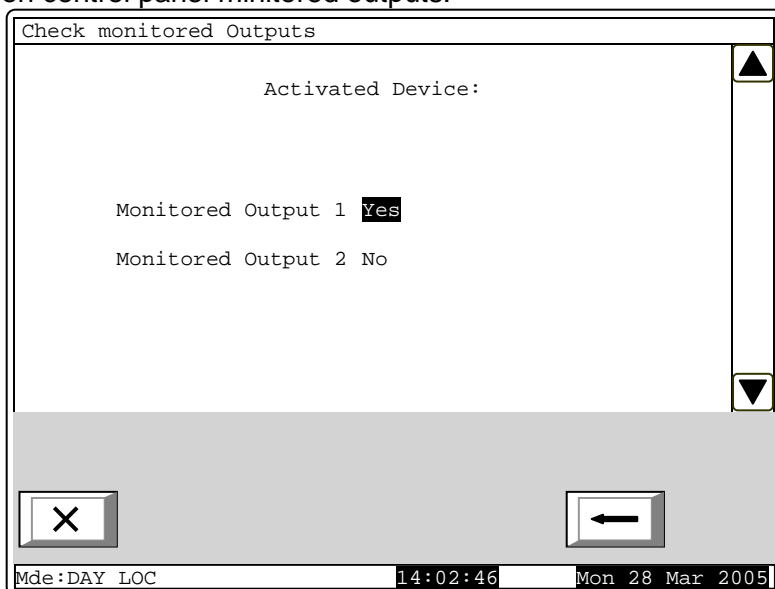 Check monitored Outputs
Activated Device:
Monitored Output 1 Yes
Monitored Output 2 No
Mde:DAY LOC 14:02:46 Mon 28 Mar 2005